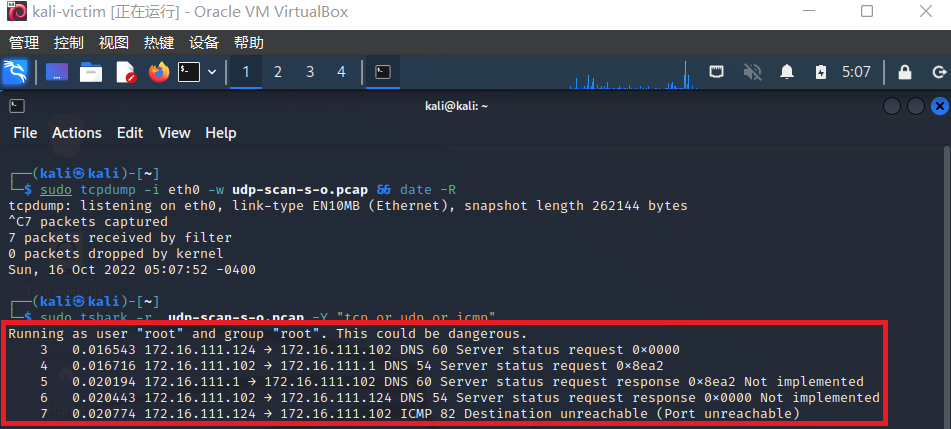 kali-victim [正在运行] - Oracle VM VirtualBox
管理 控制 视图 热键 设备 帮助
1 2 3 4 5:07
kali@kali: ~
File Actions Edit View Help
┌──(kali㉿kali)-[~]
└─$ sudo tcpdump -i eth0 -w udp-scan-s-o.pcap && date -R
tcpdump: listening on eth0, link-type EN10MB (Ethernet), snapshot length 262144 bytes
^C7 packets captured
7 packets received by filter
0 packets dropped by kernel
Sun, 16 Oct 2022 05:07:52 -0400
┌──(kali㉿kali)-[~]
└─$ sudo tshark -r udp-scan-s-o.pcap -Y "tcp or udp or icmp"
Running as user "root" and group "root". This could be dangerous.
3 0.016543 172.16.111.124 → 172.16.111.102 DNS 60 Server status request 0×0000
4 0.016716 172.16.111.102 → 172.16.111.1 DNS 54 Server status request 0×8ea2
5 0.020194 172.16.111.1 → 172.16.111.102 DNS 60 Server status request response 0×8ea2 Not implemented
6 0.020443 172.16.111.102 → 172.16.111.124 DNS 54 Server status request response 0×0000 Not implemented
7 0.020774 172.16.111.124 → 172.16.111.102 ICMP 82 Destination unreachable (Port unreachable)